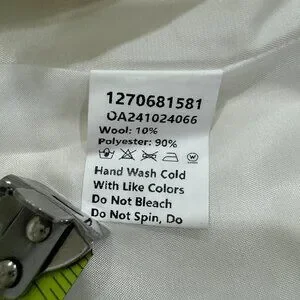 1270681581
OA241024066
Wool: 10%
Polyester: 90%
Hand Wash Cold
With Like Colors
Do Not Bleach
Do Not Spin, Do